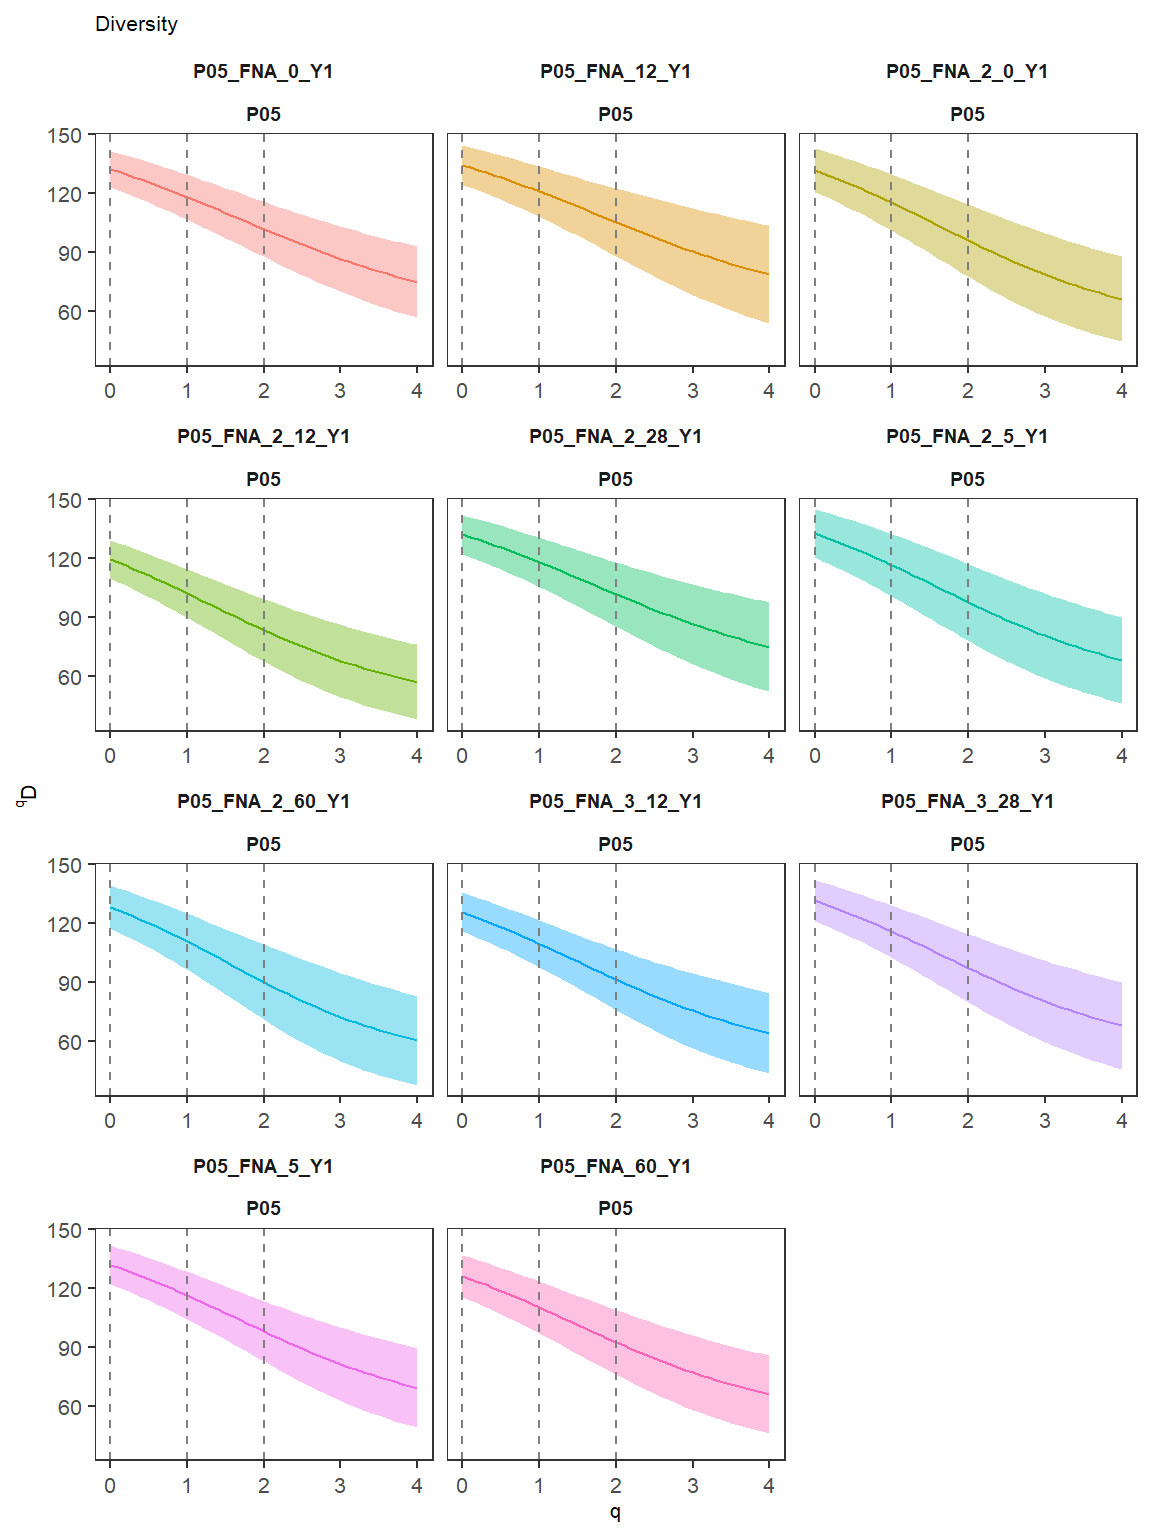 Diversity
P05_FNA_0_Y1 P05_FNA_12_Y1 P05_FNA_2_0_Y1
P05 P05 P05
150
120
90
60
0 1 2 3 4 0 1 2 3 4 0 1 2 3 4
P05_FNA_2_12_Y1 P05_FNA_2_28_Y1 P05_FNA_2_5_Y1
P05 P05 P05
150
120
90
60
0 1 2 3 4 0 1 2 3 4 0 1 2 3 4
qD
P05_FNA_2_60_Y1 P05_FNA_3_12_Y1 P05_FNA_3_28_Y1
P05 P05 P05
150
120
90
60
0 1 2 3 4 0 1 2 3 4 0 1 2 3 4
P05_FNA_5_Y1 P05_FNA_60_Y1
P05 P05
150
120
90
60
0 1 2 3 4 0 1 2 3 4
q